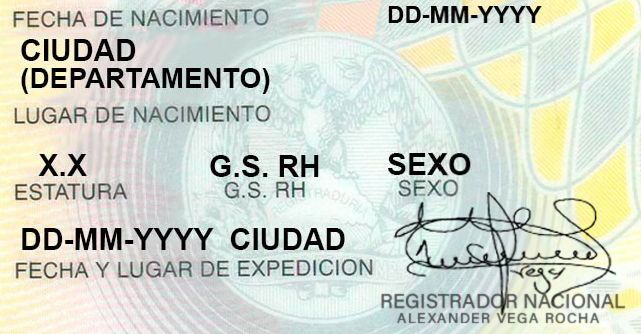 FECHA DE NACIMIENTO DD-MM-YYYY
CIUDAD
(DEPARTAMENTO)
LUGAR DE NACIMIENTO
X.X G.S. RH SEXO
ESTATURA G.S. RH SEXO
DD-MM-YYYY CIUDAD
FECHA Y LUGAR DE EXPEDICION
REGISTRADOR NACIONAL
ALEXANDER VEGA ROCHA